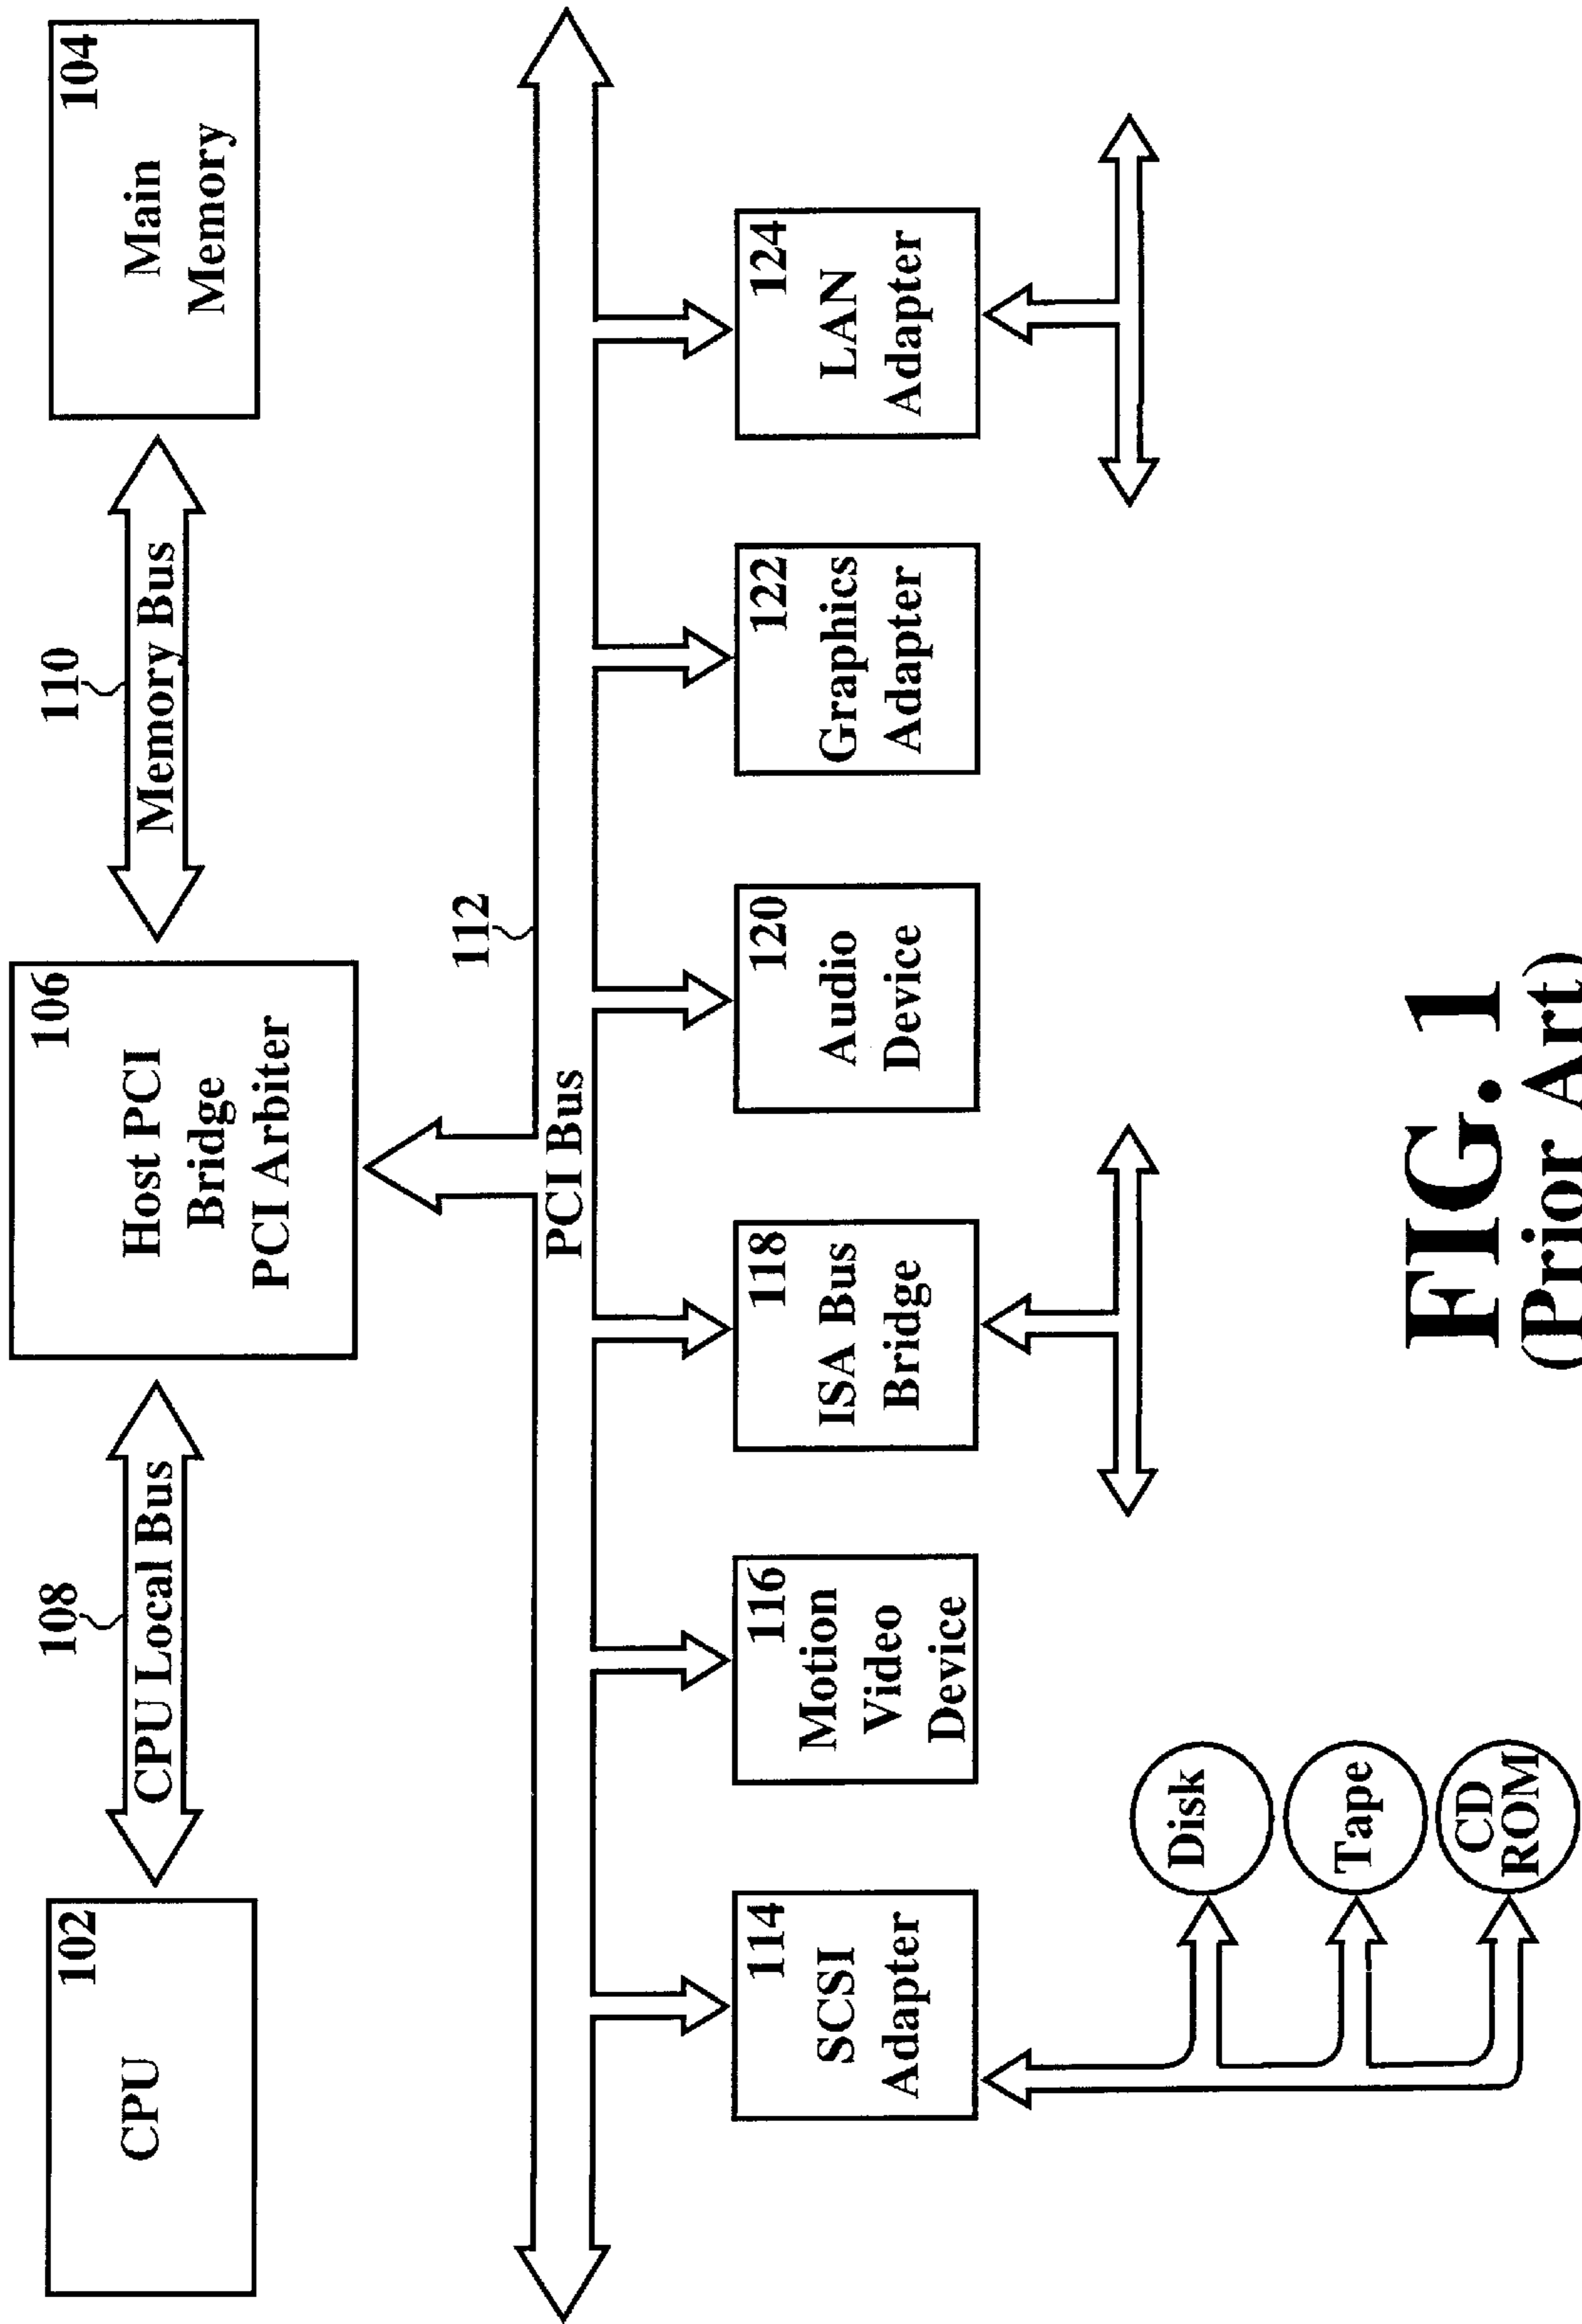 102
CPU
108
CPU Local Bus
106
Host PCI
Bridge
PCI Arbiter
110
Memory Bus
104
Main
Memory
112
PCI Bus
114
SCSI
Adapter
116
Motion
Video
Device
118
ISA Bus
Bridge
120
Audio
Device
122
Graphics
Adapter
124
LAN
Adapter
Disk
Tape
CD
ROM
FIG. 1
(Prior Art)